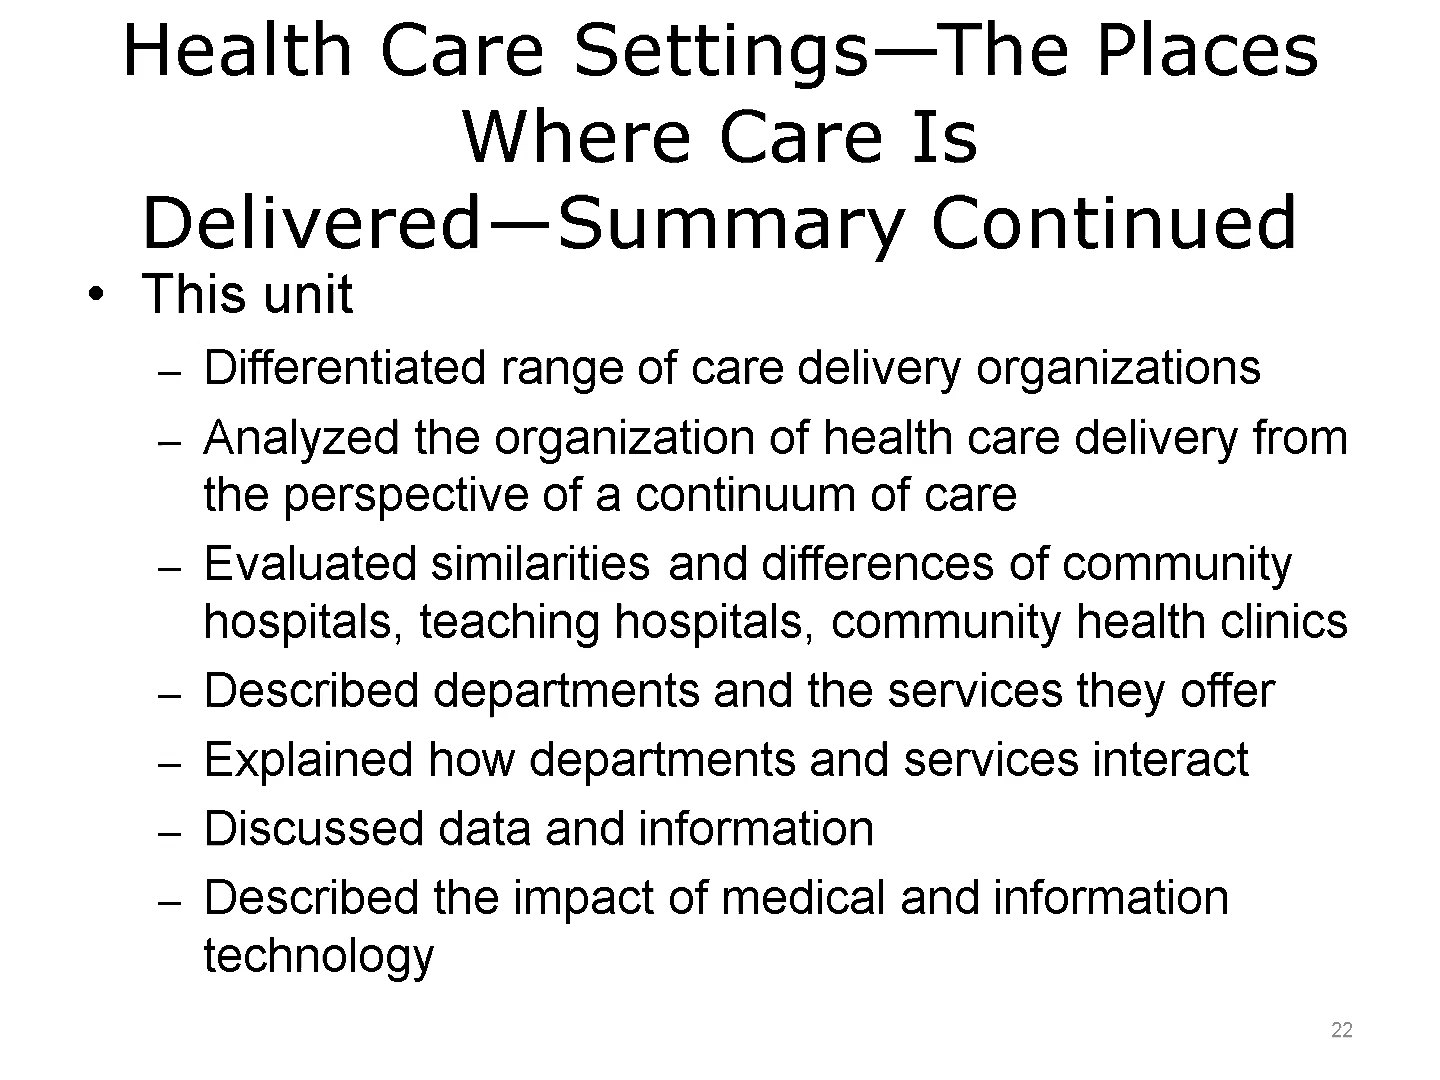 Health Care Settings—The Places
Where Care Is
Delivered—Summary Continued
• This unit
– Differentiated range of care delivery organizations
– Analyzed the organization of health care delivery from
the perspective of a continuum of care
– Evaluated similarities and differences of community
hospitals, teaching hospitals, community health clinics
– Described departments and the services they offer
– Explained how departments and services interact
– Discussed data and information
– Described the impact of medical and information
technology
22